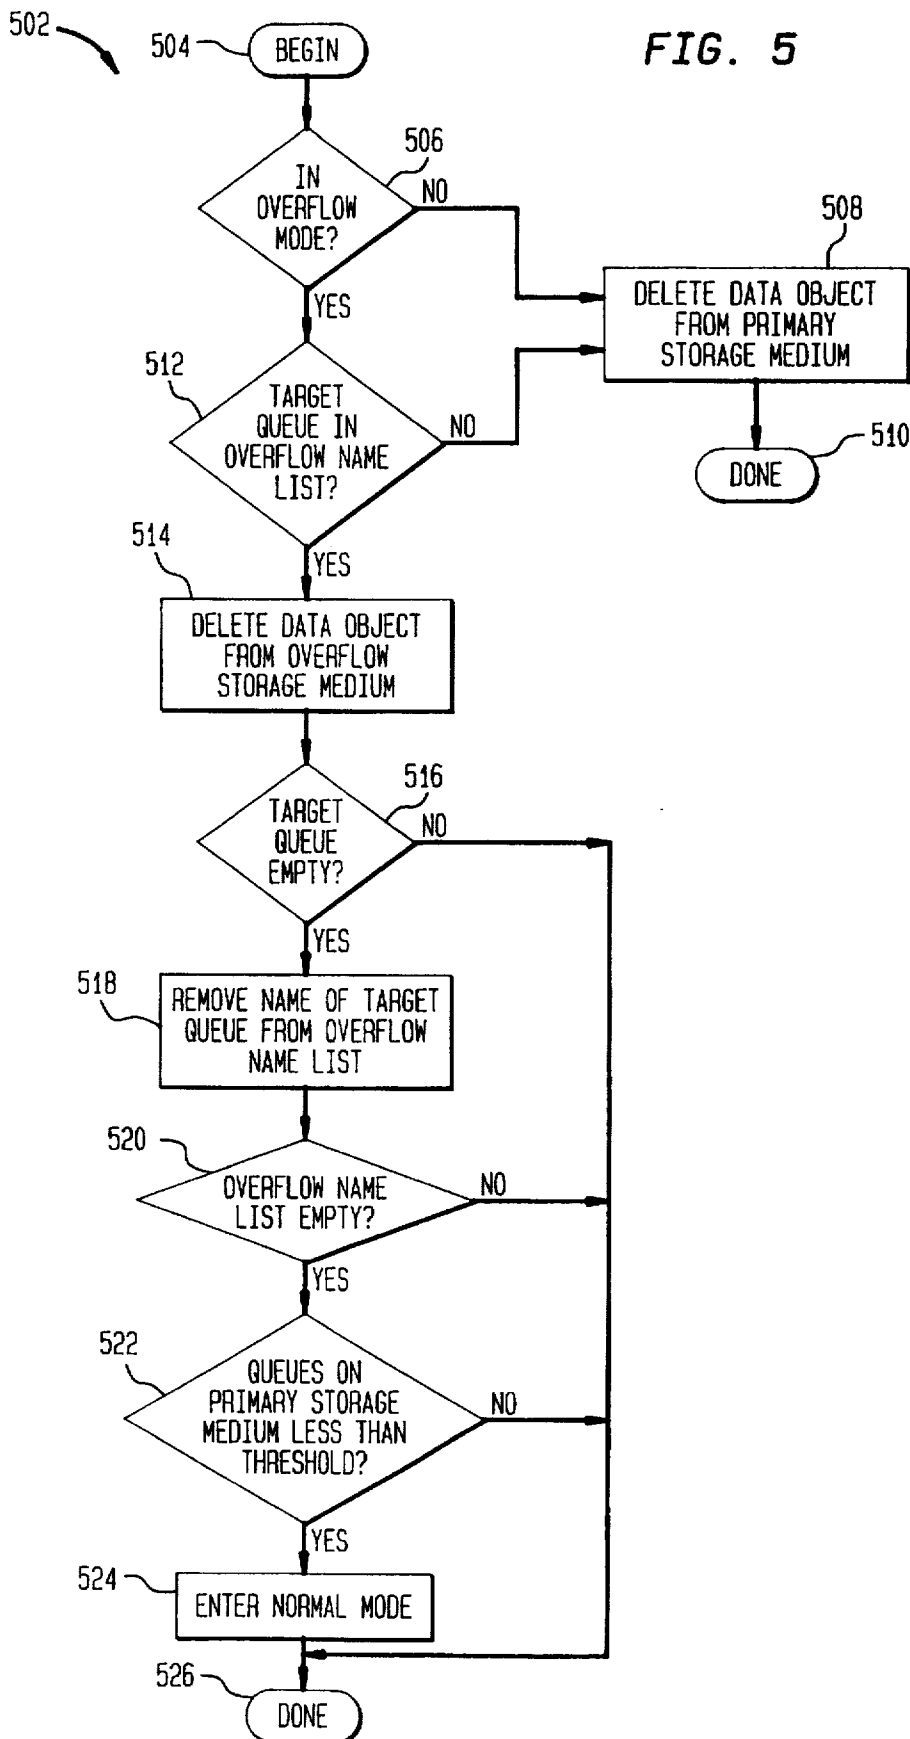 502
504
BEGIN
FIG. 5
506
IN
OVERFLOW
MODE?
NO
YES
508
DELETE DATA OBJECT
FROM PRIMARY
STORAGE MEDIUM
512
TARGET
QUEUE IN
OVERFLOW NAME
LIST?
NO
YES
510
DONE
514
DELETE DATA OBJECT
FROM OVERFLOW
STORAGE MEDIUM
516
TARGET
QUEUE
EMPTY?
NO
YES
518
REMOVE NAME OF TARGET
QUEUE FROM OVERFLOW
NAME LIST
520
OVERFLOW NAME
LIST EMPTY?
NO
YES
522
QUEUES ON
PRIMARY STORAGE
MEDIUM LESS THAN
THRESHOLD?
NO
YES
524
ENTER NORMAL MODE
526
DONE